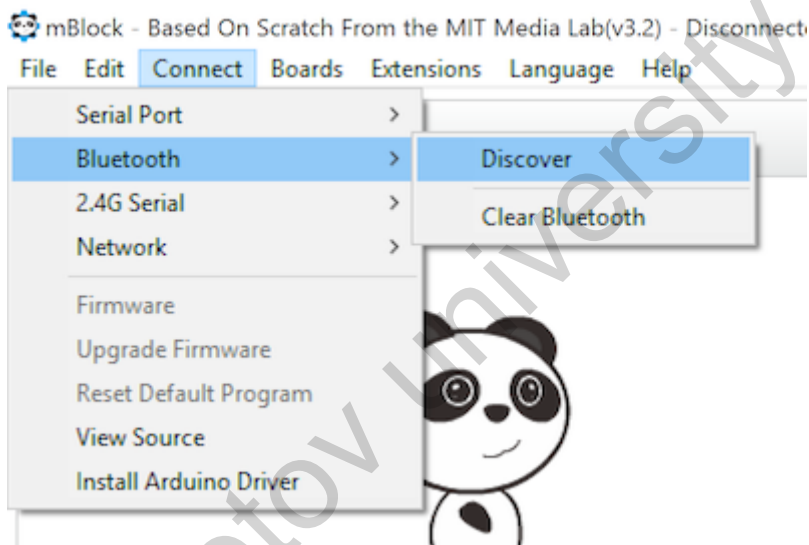 mBlock - Based On Scratch From the MIT Media Lab(v3.2) - Disconnecte
File Edit Connect Boards Extensions Language Help
Serial Port >
Bluetooth > Discover
2.4G Serial >
Clear Bluetooth
Network >
Firmware
Upgrade Firmware
Reset Default Program
View Source
Install Arduino Driver
tov university